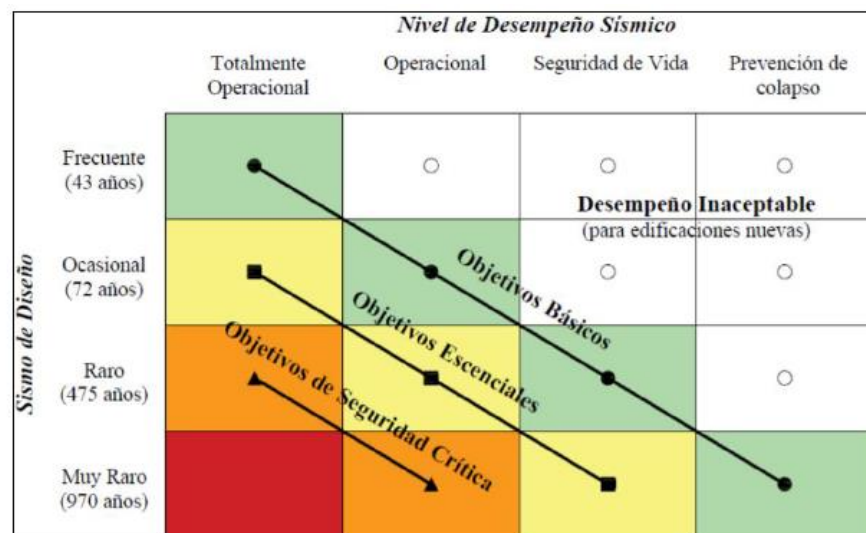 Nivel de Desempeño Sísmico
Totalmente
Operacional
Operacional
Seguridad de Vida
Prevención de
colapso
Sismo de Diseño
Frecuente
(43 años)
Desempeño Inaceptable
(para edificaciones nuevas)
Ocasional
(72 años)
Objetivos Básicos
Objetivos Escenciales
Objetivos de Seguridad Crítica
Raro
(475 años)
Muy Raro
(970 años)